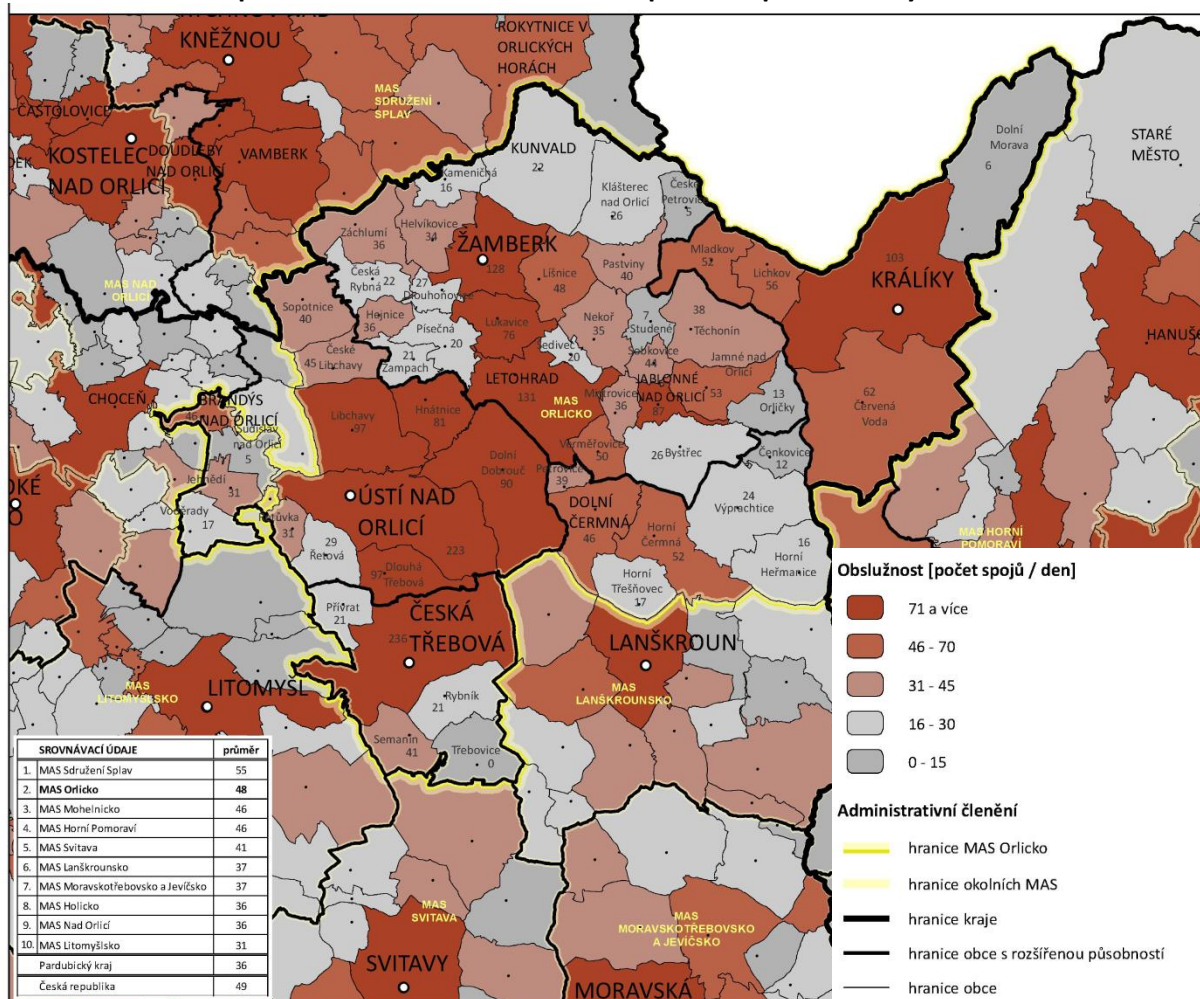 KNĚŽNOU
ROKYTNICE V
ORLICKÝCH
HORÁCH
MAS
SDRUŽENÍ
SPLAV
ČASTOLOVICE
KOSTELEC
NAD ORLICÍ
DOUDLEBY
NAD ORLICÍ
VAMBERK
KUNVALD
22
Kameničná
16
Klášterec
nad Orlicí
26
České
Petrovice
5
Dolní
Morava
6
STARÉ
MĚSTO
Záchlumí
36
Helvíkovice
34
ŽAMBERK
128
Líšnice
48
Pastviny
40
Mladkov
52
Lichkov
56
103
KRÁLÍKY
HANUŠO
MAS NAD
ORLICÍ
Česká
Rybná
22
27
Dlouhoňovice
Sopotnice
40
Hejnice
36
Písečná
20
Lukavice
76
Nekoř
35
7
Studené
38
Těchonín
Šedivec
20
Sobkovice
44
Jamné nad
Orlicí
53
45
České
Libchavy
21
Žampach
LETOHRAD
131
MAS
ORLICKO
Mistrovice
36
JABLONNÉ
NAD ORLICÍ
87
13
Orličky
62
Červená
Voda
CHOCEŇ
BRANDÝS
NAD ORLICÍ
46
Sudislav
nad Orlicí
5
Libchavy
97
Hnátnice
81
Verměřovice
50
26
Bystřec
Čenkovice
12
Dolní
Dobrouč
90
Petrovice
39
Jehnědí
31
Voděrady
17
ÚSTÍ NAD
ORLICÍ
223
DOLNÍ
ČERMNÁ
46
Horní
Čermná
52
24
Výprachtice
16
Horní
Heřmanice
Řetůvka
31
29
Řetová
97
Dlouhá
Třebová
Horní
Třešňovec
17
MAS HORNÍ
POMORAVÍ
Přívrat
21
ČESKÁ
TŘEBOVÁ
236
LANŠKROUN
MAS
LANŠKROUNSKO
MAS
LITOMYŠLSKO
LITOMYŠL
Rybník
21
Semanín
41
Třebovice
0
MAS
SVITAVA
SVITAVY
MAS
MORAVSKOTŘEBOVSKO
A JEVÍČSKO
MORAVSKÁ
SROVNÁVACÍ ÚDAJE průměr
1. MAS Sdružení Splav 55
2. MAS Orlicko 48
3. MAS Mohelnicko 46
4. MAS Horní Pomoraví 46
5. MAS Svitava 41
6. MAS Lanškrounsko 37
7. MAS Moravskotřebovsko a Jevíčsko 37
8. MAS Holicko 36
9. MAS Nad Orlicí 36
10. MAS Litomyšlsko 31
Pardubický kraj 36
Česká republika 49
Obslužnost [počet spojů / den]
71 a více
46 - 70
31 - 45
16 - 30
0 - 15
Administrativní členění
hranice MAS Orlicko
hranice okolních MAS
hranice kraje
hranice obce s rozšířenou působností
hranice obce